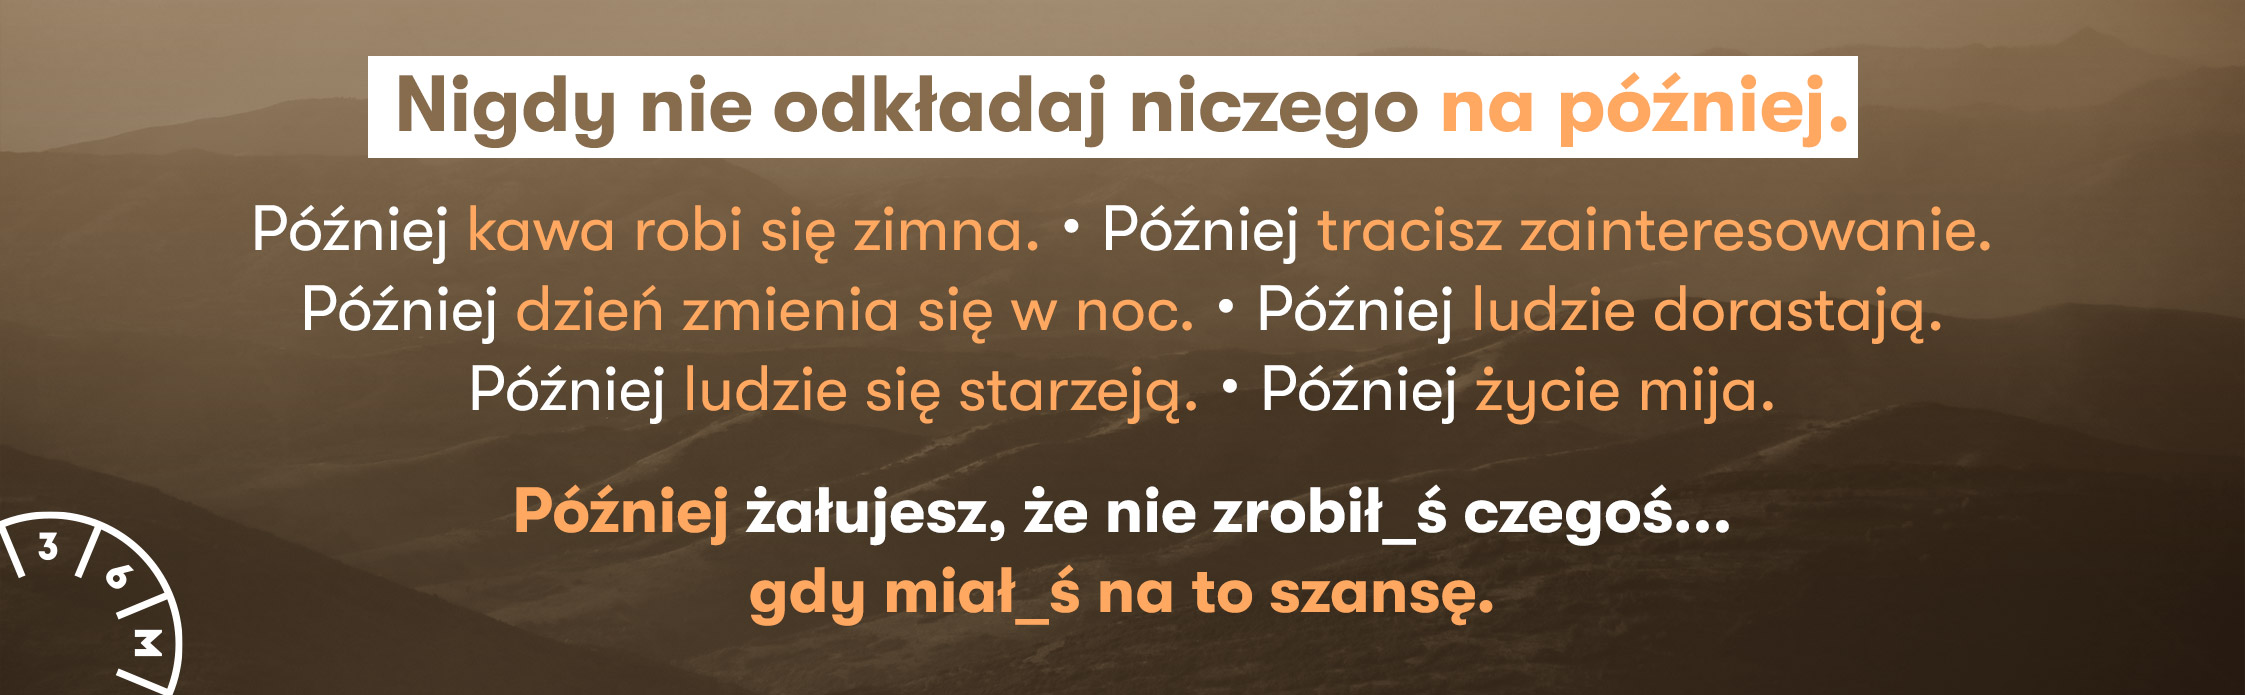 Nigdy nie odkładaj niczego na później.
Później kawa robi się zimna. • Później tracisz zainteresowanie.
Później dzień zmienia się w noc. • Później ludzie dorastają.
Później ludzie się starzeją. • Później życie mija.
Później żałujesz, że nie zrobił_ś czegoś...
gdy miał_ś na to szansę.
3
6
M